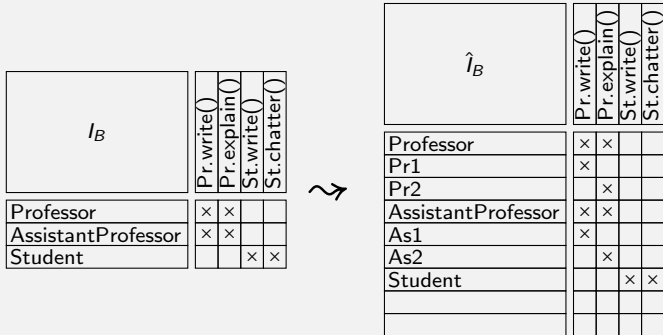 I_B Pr.write() Pr.explain() St.write() St.chatter()
Professor × ×
AssistantProfessor × ×
Student × ×
⇝
Î_B Pr.write() Pr.explain() St.write() St.chatter()
Professor × ×
Pr1 ×
Pr2 ×
AssistantProfessor × ×
As1 ×
As2 ×
Student × ×